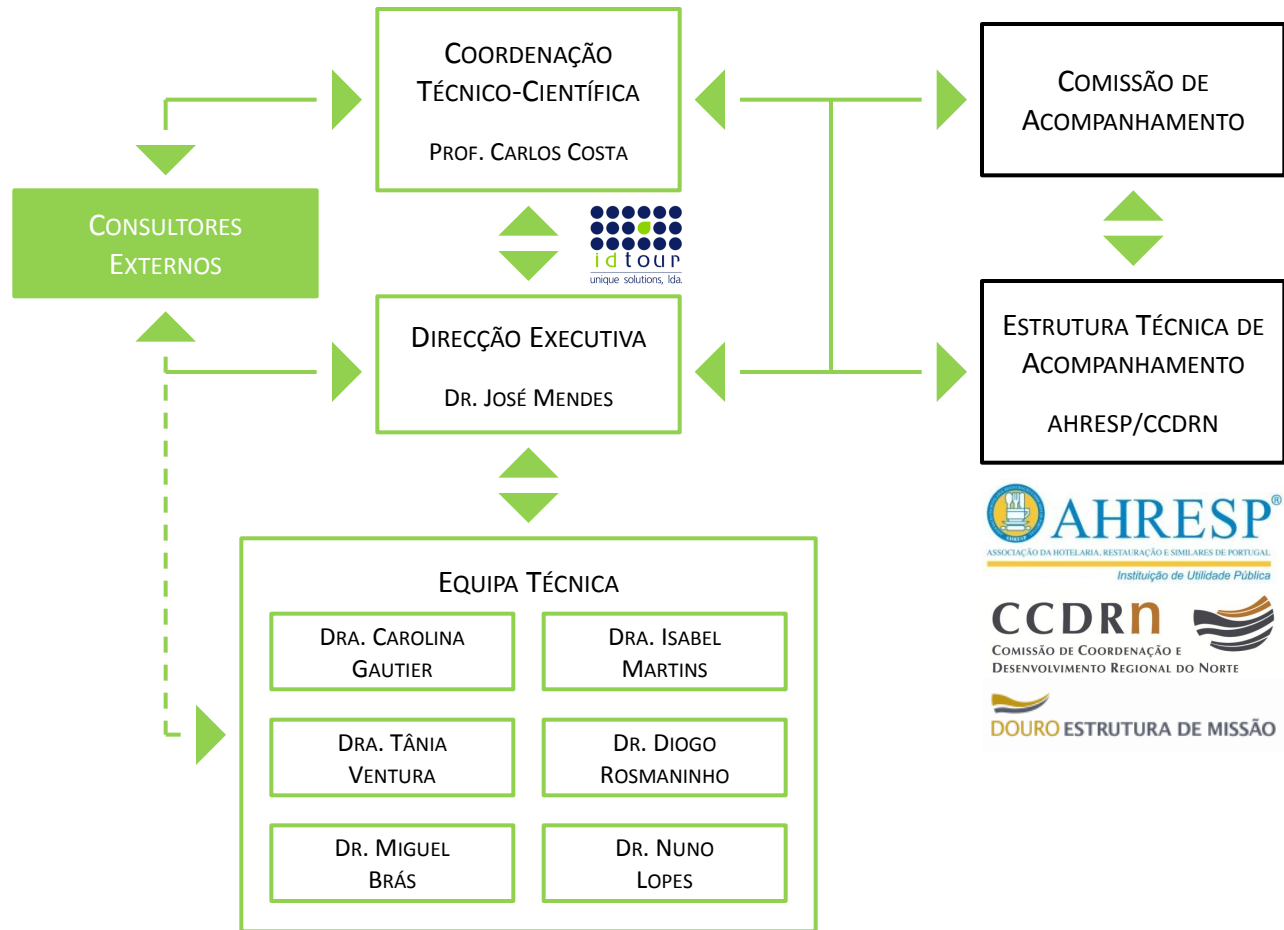 COORDENAÇÃO
TÉCNICO-CIENTÍFICA
PROF. CARLOS COSTA
COMISSÃO DE
ACOMPANHAMENTO
CONSULTORES
EXTERNOS
idtour
unique solutions, lda.
DIRECÇÃO EXECUTIVA
DR. JOSÉ MENDES
ESTRUTURA TÉCNICA DE
ACOMPANHAMENTO
AHRESP/CCDRN
EQUIPA TÉCNICA
DRA. CAROLINA
GAUTIER
DRA. ISABEL
MARTINS
DRA. TÂNIA
VENTURA
DR. DIOGO
ROSMANINHO
DR. MIGUEL
BRÁS
DR. NUNO
LOPES
AHRESP®
ASSOCIAÇÃO DA HOTELARIA, RESTAURAÇÃO E SIMILARES DE PORTUGAL
Instituição de Utilidade Pública
CCDRn
COMISSÃO DE COORDENAÇÃO E
DESENVOLVIMENTO REGIONAL DO NORTE
DOURO ESTRUTURA DE MISSÃO